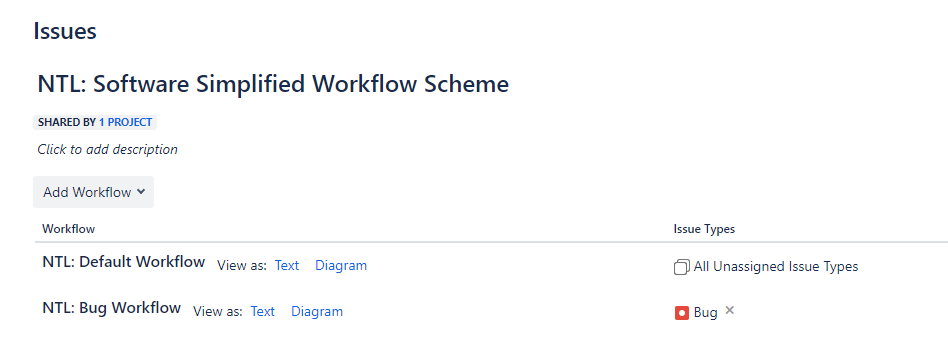 Issues
NTL: Software Simplified Workflow Scheme
SHARED BY 1 PROJECT
Click to add description
Add Workflow
Workflow Issue Types
NTL: Default Workflow View as: Text Diagram All Unassigned Issue Types
NTL: Bug Workflow View as: Text Diagram Bug